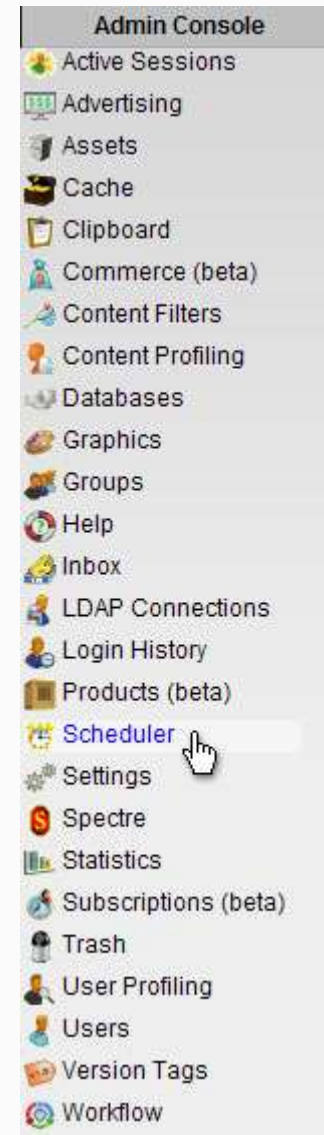 Admin Console
Active Sessions
Advertising
Assets
Cache
Clipboard
Commerce (beta)
Content Filters
Content Profiling
Databases
Graphics
Groups
Help
Inbox
LDAP Connections
Login History
Products (beta)
Scheduler
Settings
Spectre
Statistics
Subscriptions (beta)
Trash
User Profiling
Users
Version Tags
Workflow